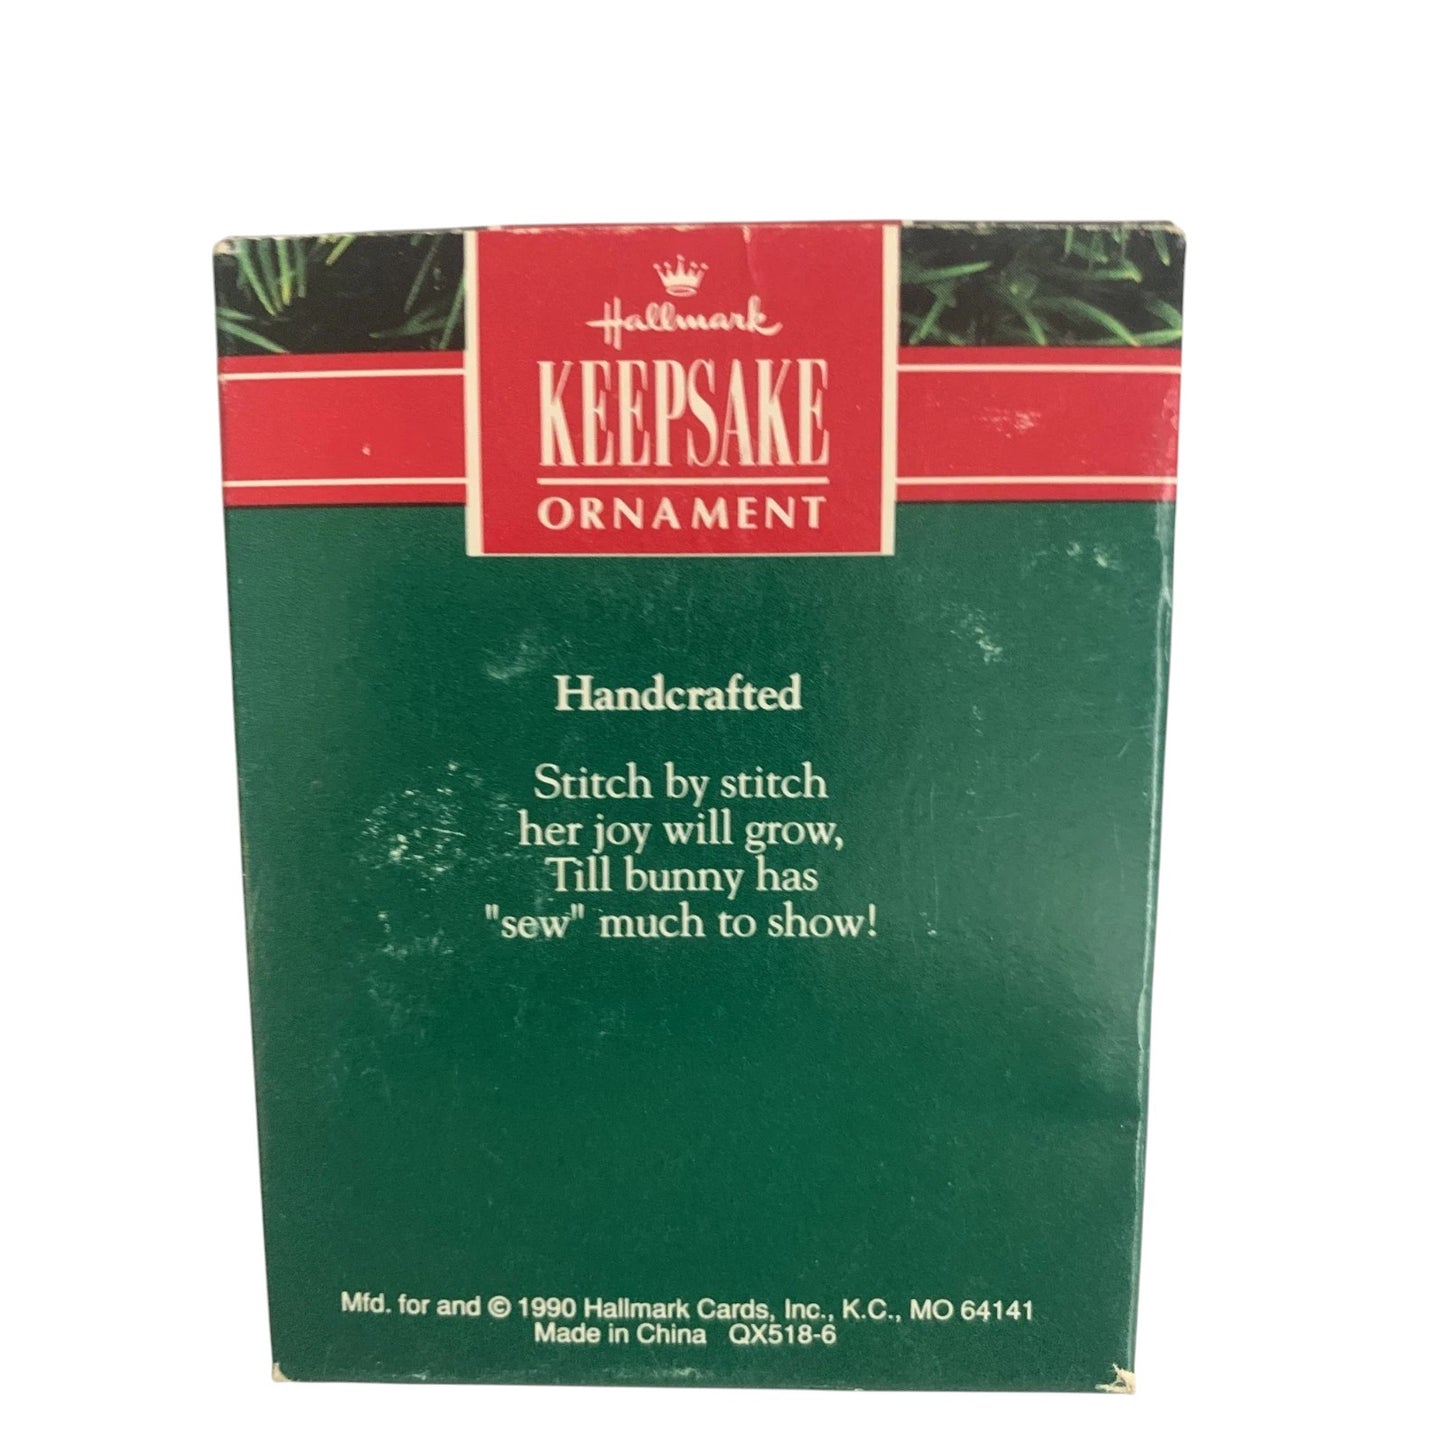 Hallmark
KEEPSAKE
ORNAMENT
Handcrafted
Stitch by stitch
her joy will grow,
Till bunny has
"sew" much to show!
Mfd. for and © 1990 Hallmark Cards, Inc., K.C., MO 64141
Made in China QX518-6